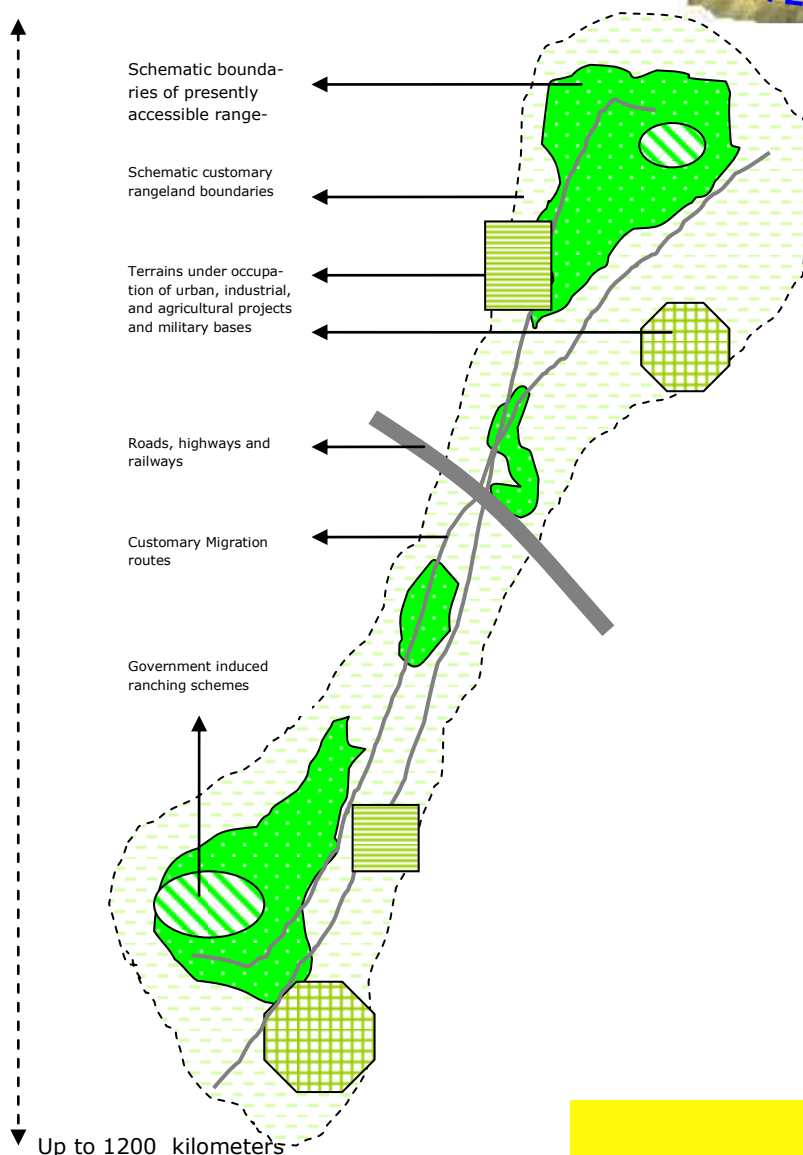 Schematic bounda-
ries of presently
accessible range-
Schematic customary
rangeland boundaries
Terrains under occupa-
tion of urban, industrial,
and agricultural projects
and military bases
Roads, highways and
railways
Customary Migration
routes
Government induced
ranching schemes
Up to 1200 kilometers